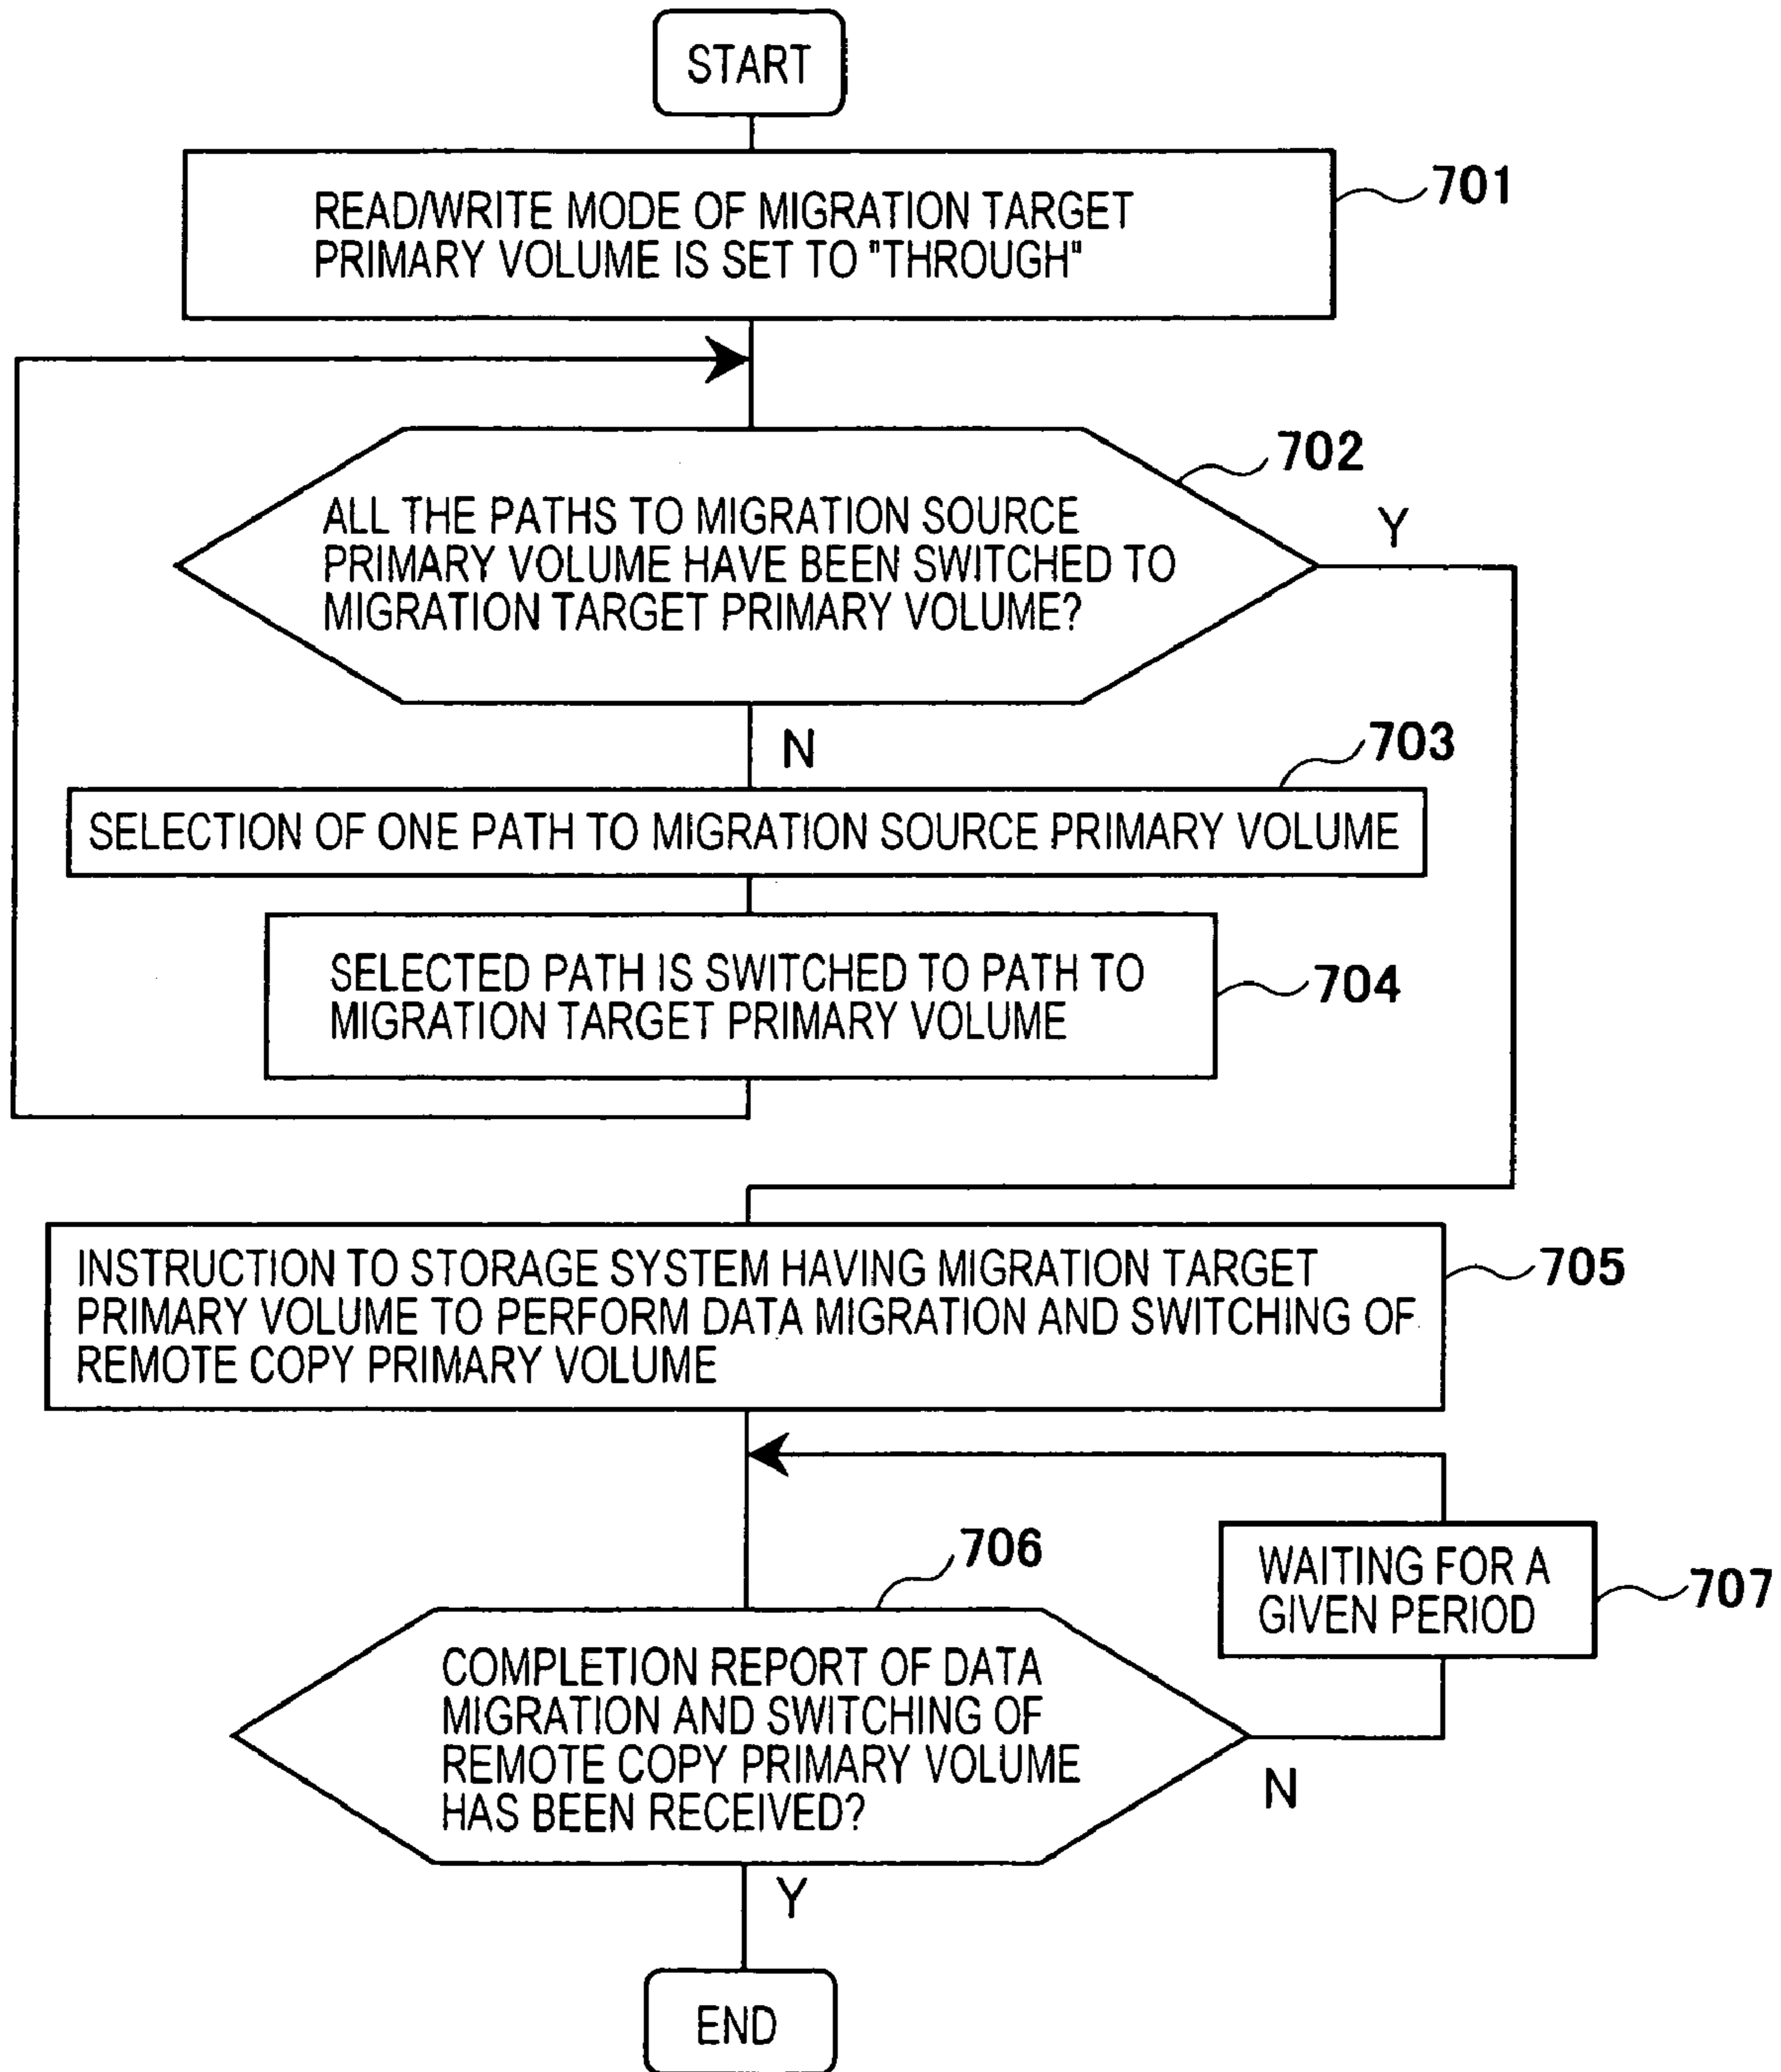 START
READ/WRITE MODE OF MIGRATION TARGET
PRIMARY VOLUME IS SET TO "THROUGH"
701
702
ALL THE PATHS TO MIGRATION SOURCE
PRIMARY VOLUME HAVE BEEN SWITCHED TO
MIGRATION TARGET PRIMARY VOLUME?
Y
N
703
SELECTION OF ONE PATH TO MIGRATION SOURCE PRIMARY VOLUME
SELECTED PATH IS SWITCHED TO PATH TO
MIGRATION TARGET PRIMARY VOLUME
704
INSTRUCTION TO STORAGE SYSTEM HAVING MIGRATION TARGET
PRIMARY VOLUME TO PERFORM DATA MIGRATION AND SWITCHING OF
REMOTE COPY PRIMARY VOLUME
705
706
WAITING FOR A
GIVEN PERIOD
707
COMPLETION REPORT OF DATA
MIGRATION AND SWITCHING OF
REMOTE COPY PRIMARY VOLUME
HAS BEEN RECEIVED?
N
Y
END